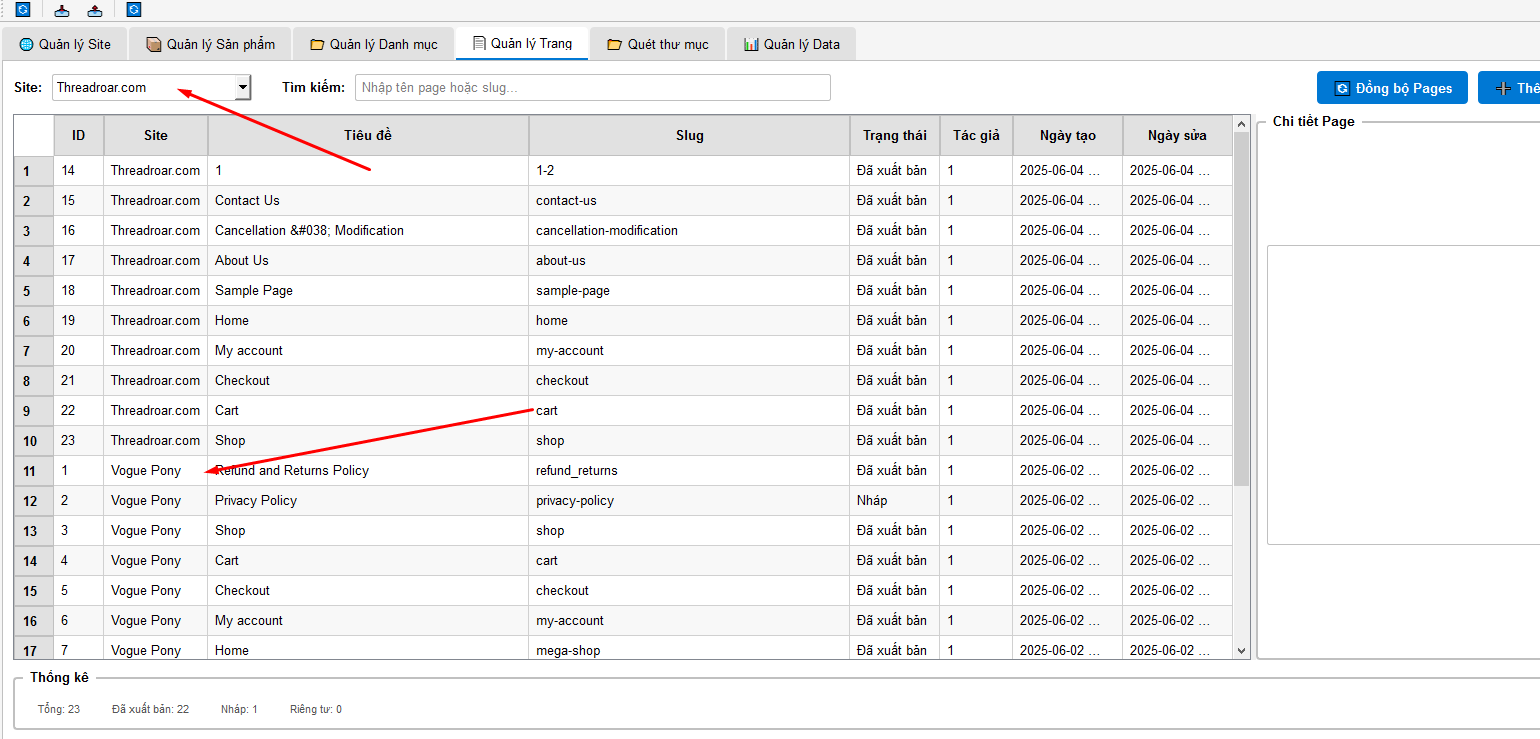 Quản lý Site Quản lý Sản phẩm Quản lý Danh mục Quản lý Trang Quét thư mục Quản lý Data
Site: Threadroar.com Tìm kiếm: Nhập tên page hoặc slug... Đồng bộ Pages Thê
ID Site Tiêu đề Slug Trạng thái Tác giả Ngày tạo Ngày sửa Chi tiết Page
1 14 Threadroar.com 1 1-2 Đã xuất bản 1 2025-06-04 ... 2025-06-04 ...
2 15 Threadroar.com Contact Us contact-us Đã xuất bản 1 2025-06-04 ... 2025-06-04 ...
3 16 Threadroar.com Cancellation &#038; Modification cancellation-modification Đã xuất bản 1 2025-06-04 ... 2025-06-04 ...
4 17 Threadroar.com About Us about-us Đã xuất bản 1 2025-06-04 ... 2025-06-04 ...
5 18 Threadroar.com Sample Page sample-page Đã xuất bản 1 2025-06-04 ... 2025-06-04 ...
6 19 Threadroar.com Home home Đã xuất bản 1 2025-06-04 ... 2025-06-04 ...
7 20 Threadroar.com My account my-account Đã xuất bản 1 2025-06-04 ... 2025-06-04 ...
8 21 Threadroar.com Checkout checkout Đã xuất bản 1 2025-06-04 ... 2025-06-04 ...
9 22 Threadroar.com Cart cart Đã xuất bản 1 2025-06-04 ... 2025-06-04 ...
10 23 Threadroar.com Shop shop Đã xuất bản 1 2025-06-04 ... 2025-06-04 ...
11 1 Vogue Pony Refund and Returns Policy refund_returns Đã xuất bản 1 2025-06-02 ... 2025-06-02 ...
12 2 Vogue Pony Privacy Policy privacy-policy Nháp 1 2025-06-02 ... 2025-06-02 ...
13 3 Vogue Pony Shop shop Đã xuất bản 1 2025-06-02 ... 2025-06-02 ...
14 4 Vogue Pony Cart cart Đã xuất bản 1 2025-06-02 ... 2025-06-02 ...
15 5 Vogue Pony Checkout checkout Đã xuất bản 1 2025-06-02 ... 2025-06-02 ...
16 6 Vogue Pony My account my-account Đã xuất bản 1 2025-06-02 ... 2025-06-02 ...
17 7 Vogue Pony Home mega-shop Đã xuất bản 1 2025-06-02 ... 2025-06-02 ...
Thống kê
Tổng: 23 Đã xuất bản: 22 Nháp: 1 Riêng tư: 0